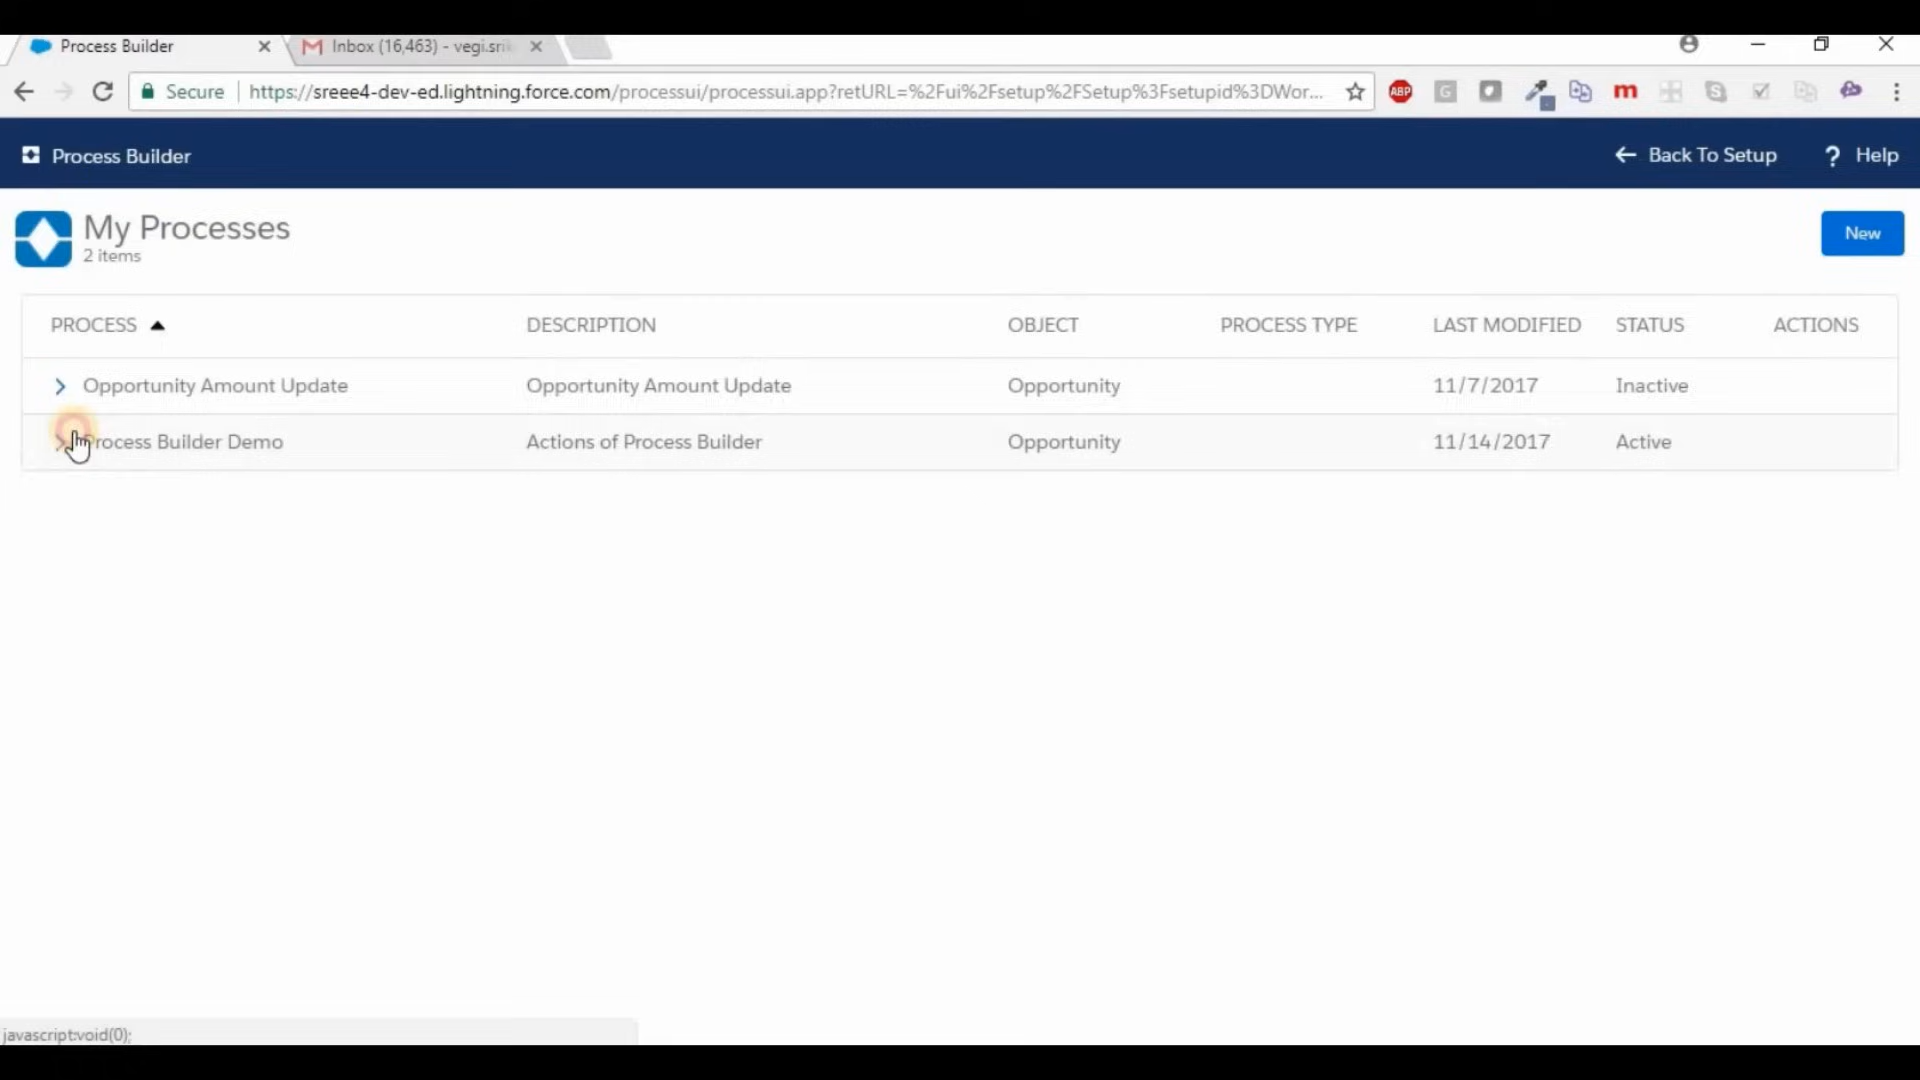 Process Builder
Inbox (16,463) - vegi.sri
Secure https://sreee4-dev-ed.lightning.force.com/processui/processui.app?retURL=%2Fui%2Fsetup%2FSetup%3Fsetupid%3DWor...
ABP G m S
Process Builder
Back To Setup
? Help
My Processes
2 items
New
PROCESS DESCRIPTION OBJECT PROCESS TYPE LAST MODIFIED STATUS ACTIONS
Opportunity Amount Update Opportunity Amount Update Opportunity 11/7/2017 Inactive
Process Builder Demo Actions of Process Builder Opportunity 11/14/2017 Active
javascript:void(0);